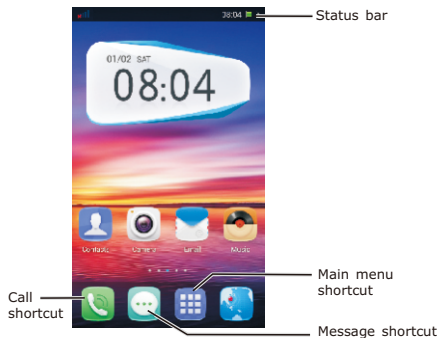 38:04
Status bar
01/02 SAT
08:04
Contacts Camera Email Music
Main menu
shortcut
Call
shortcut
Message shortcut